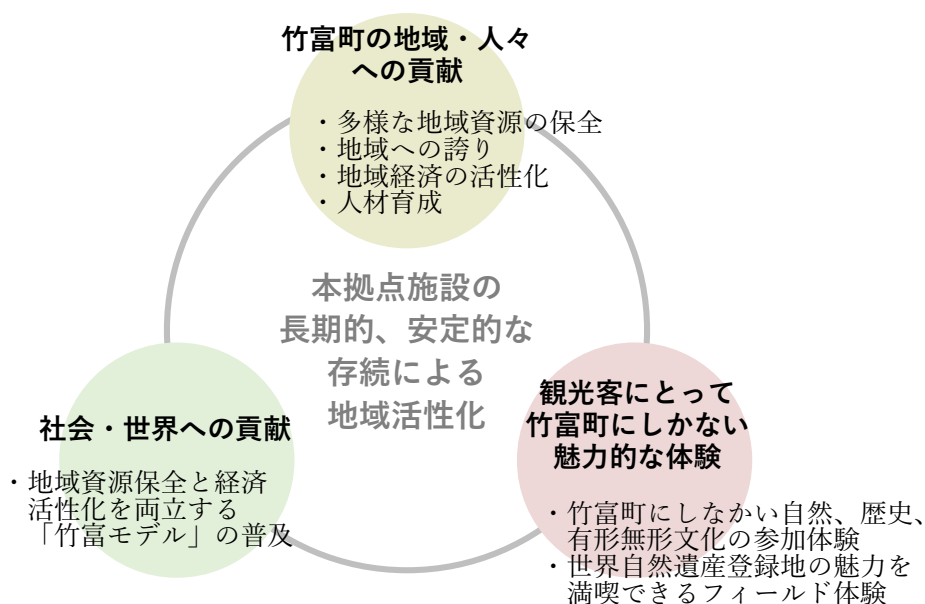 竹富町の地域・人々
への貢献
・多様な地域資源の保全
・地域への誇り
・地域経済の活性化
・人材育成
本拠点施設の
長期的、安定的な
存続による
地域活性化
社会・世界への貢献
・地域資源保全と経済
活性化を両立する
「竹富モデル」の普及
観光客にとって
竹富町にしかない
魅力的な体験
・竹富町にしなかい自然、歴史、
有形無形文化の参加体験
・世界自然遺産登録地の魅力を
満喫できるフィールド体験